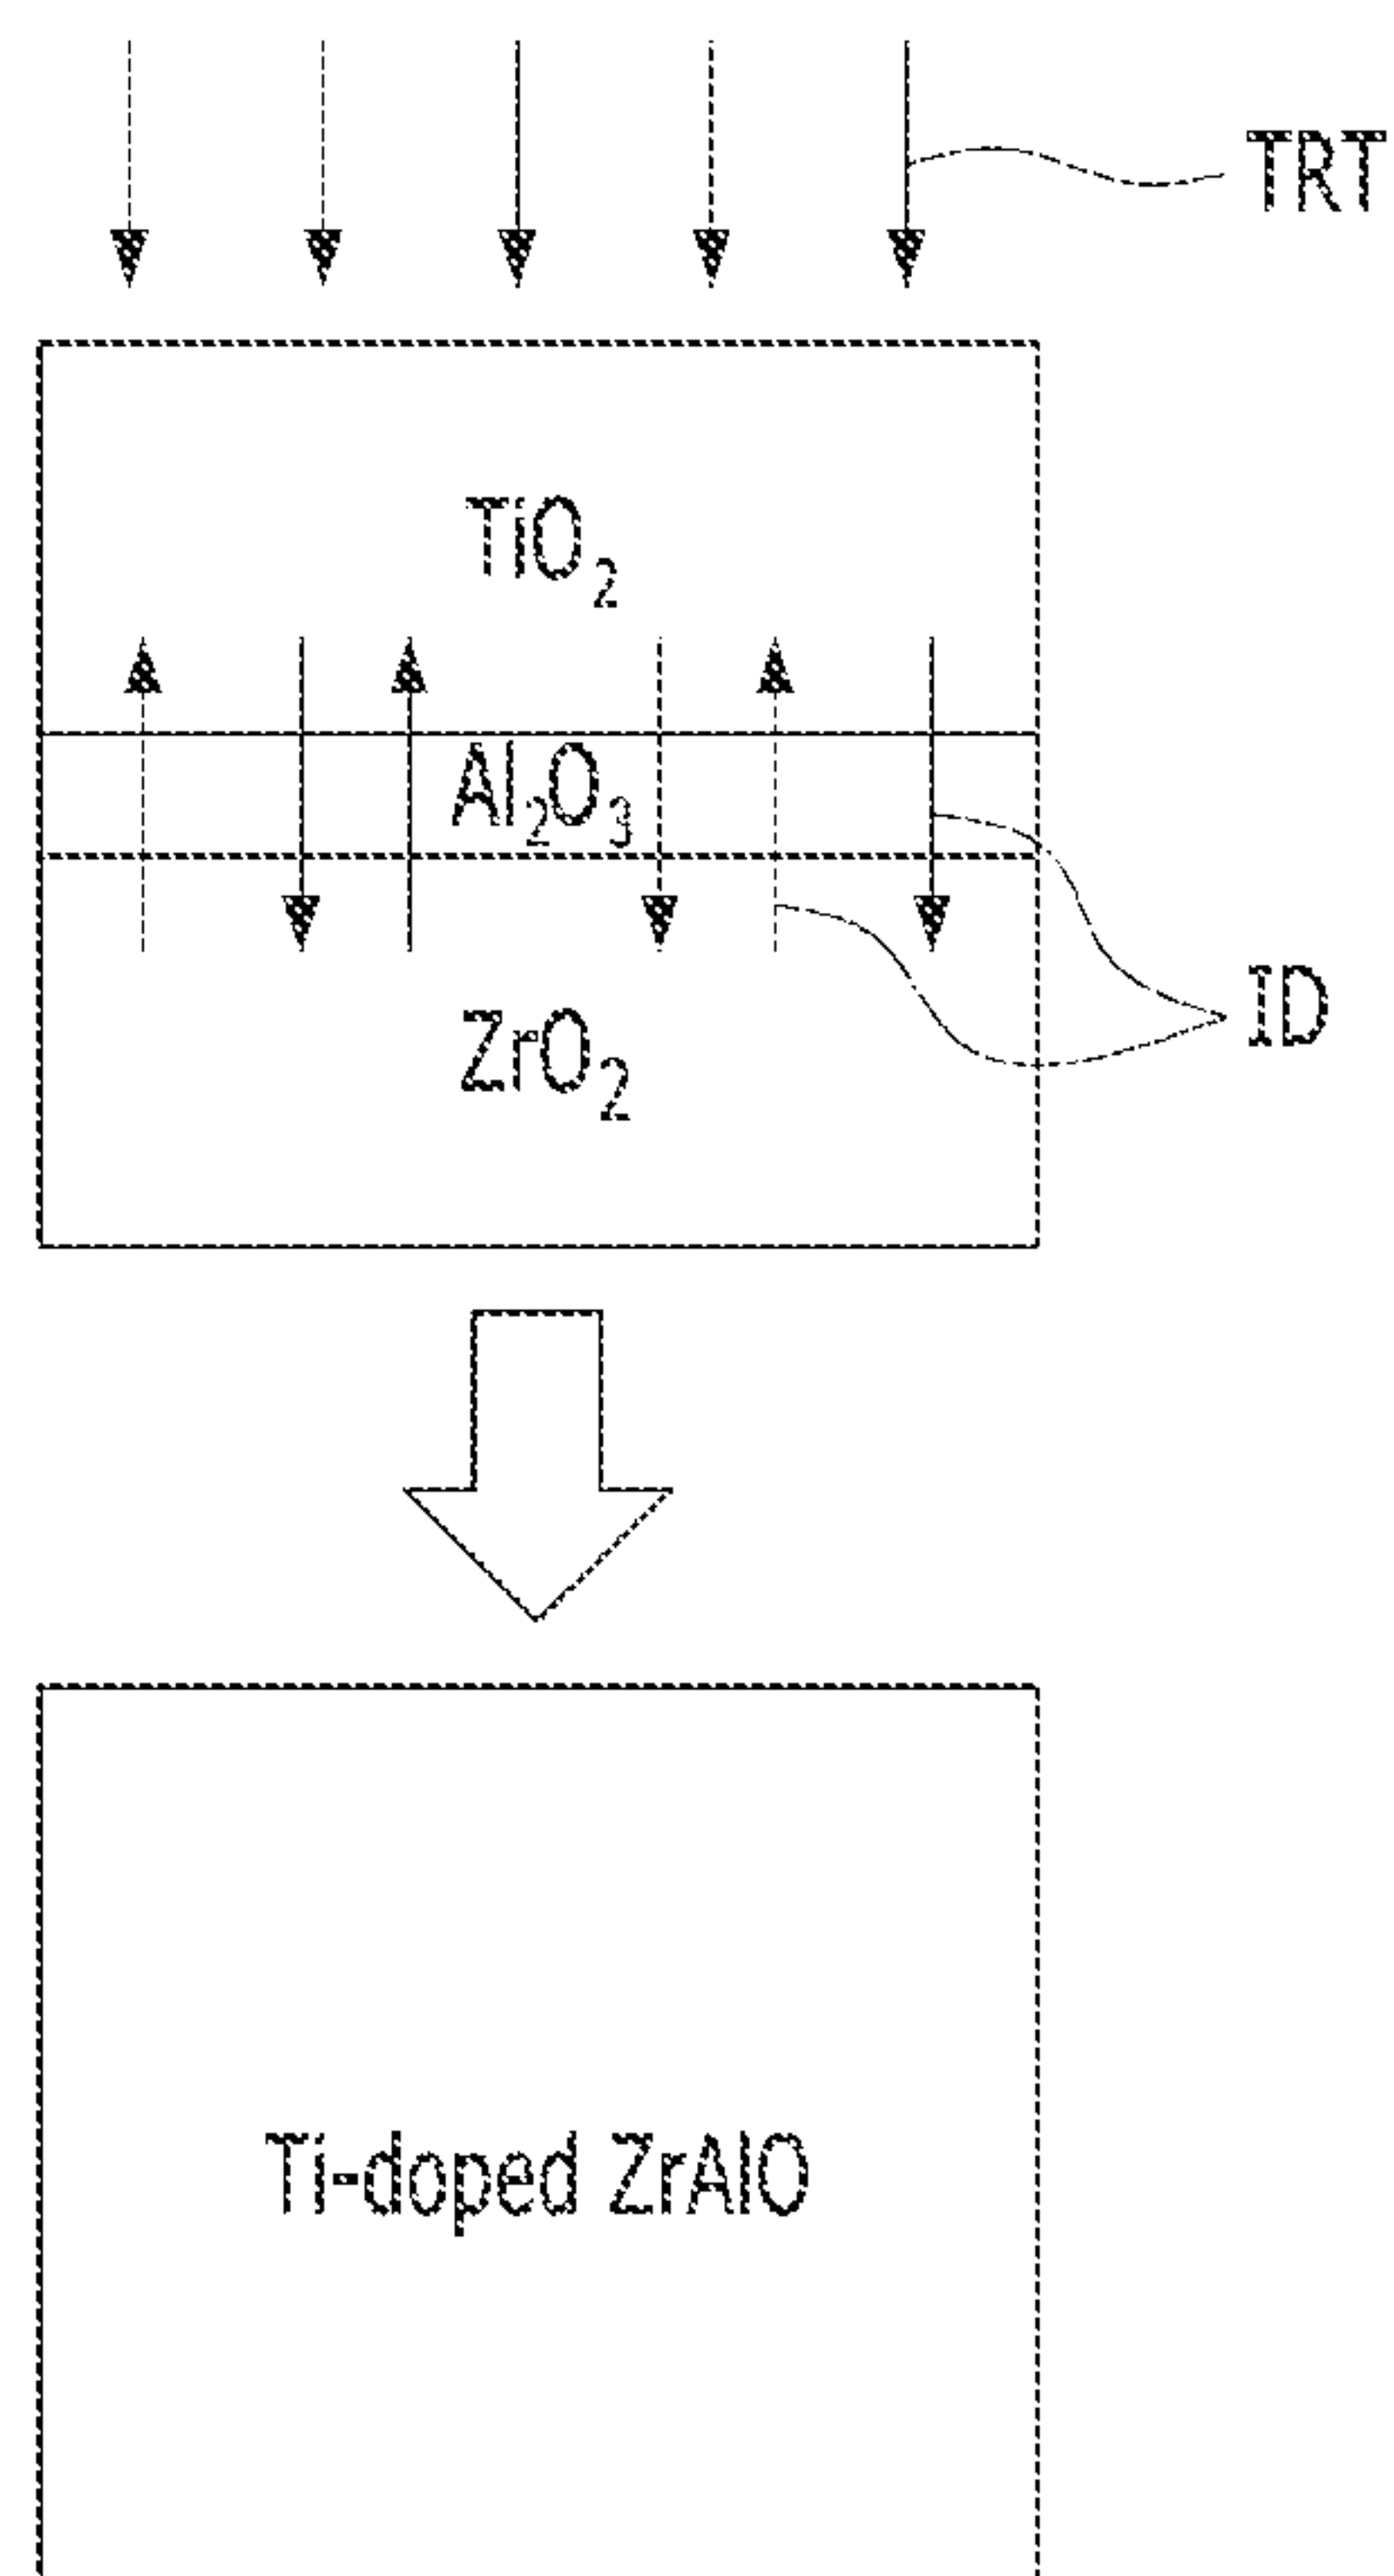 TRT
TiO₂
Al₂O₃
ID
ZrO₂
Ti-doped ZrAlO